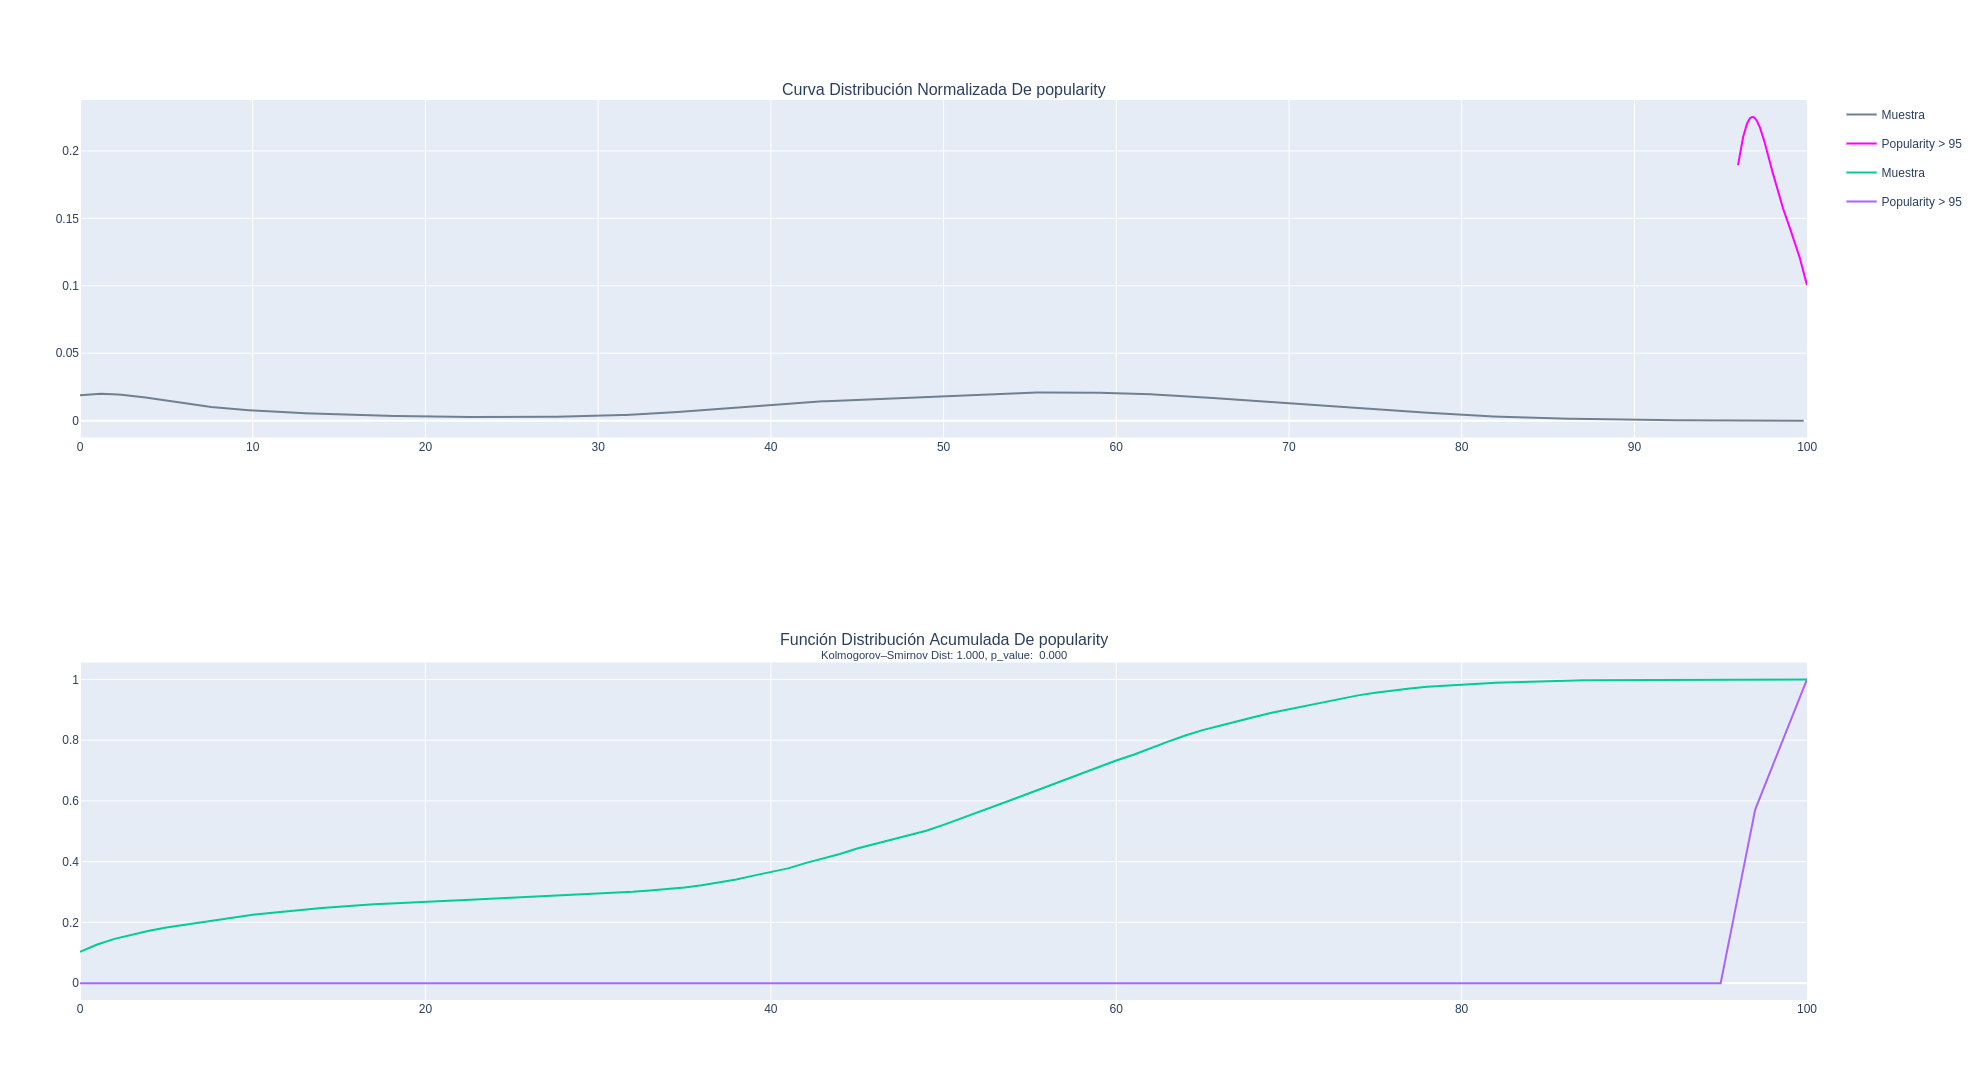 Curva Distribución Normalizada De popularity
0.2
0.15
0.1
0.05
0
0 10 20 30 40 50 60 70 80 90 100
Muestra
Popularity > 95
Muestra
Popularity > 95
Función Distribución Acumulada De popularity
Kolmogorov–Smirnov Dist: 1.000, p_value: 0.000
1
0.8
0.6
0.4
0.2
0
0 20 40 60 80 100